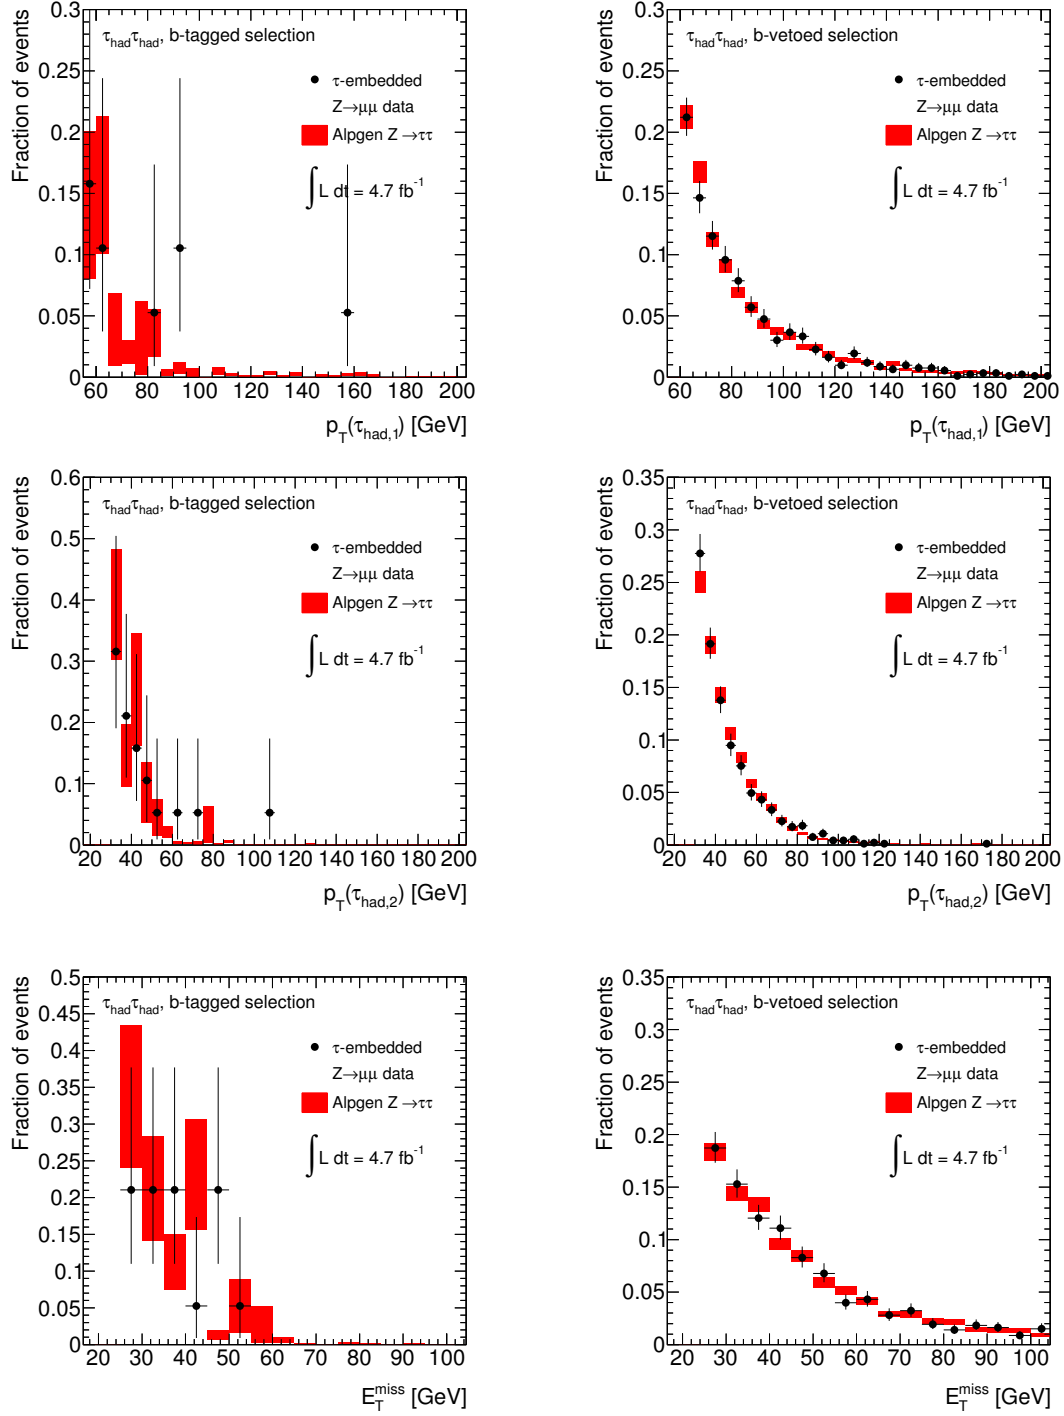 Fraction of events
0.3
0.25
0.2
0.15
0.1
0.05
0
τhadτhad, b-tagged selection
τ-embedded
Z→μμ data
Alpgen Z→ττ
∫ L dt = 4.7 fb⁻¹
60 80 100 120 140 160 180 200
p_T(τhad,1) [GeV]
Fraction of events
0.3
0.25
0.2
0.15
0.1
0.05
0
τhadτhad, b-vetoed selection
τ-embedded
Z→μμ data
Alpgen Z→ττ
∫ L dt = 4.7 fb⁻¹
60 80 100 120 140 160 180 200
p_T(τhad,1) [GeV]
Fraction of events
0.6
0.5
0.4
0.3
0.2
0.1
0
τhadτhad, b-tagged selection
τ-embedded
Z→μμ data
Alpgen Z→ττ
∫ L dt = 4.7 fb⁻¹
20 40 60 80 100 120 140 160 180 200
p_T(τhad,2) [GeV]
Fraction of events
0.35
0.3
0.25
0.2
0.15
0.1
0.05
0
τhadτhad, b-vetoed selection
τ-embedded
Z→μμ data
Alpgen Z→ττ
∫ L dt = 4.7 fb⁻¹
20 40 60 80 100 120 140 160 180 200
p_T(τhad,2) [GeV]
Fraction of events
0.5
0.45
0.4
0.35
0.3
0.25
0.2
0.15
0.1
0.05
0
τhadτhad, b-tagged selection
τ-embedded
Z→μμ data
Alpgen Z→ττ
∫ L dt = 4.7 fb⁻¹
20 30 40 50 60 70 80 90 100
E_T^miss [GeV]
Fraction of events
0.35
0.3
0.25
0.2
0.15
0.1
0.05
0
τhadτhad, b-vetoed selection
τ-embedded
Z→μμ data
Alpgen Z→ττ
∫ L dt = 4.7 fb⁻¹
20 30 40 50 60 70 80 90 100
E_T^miss [GeV]